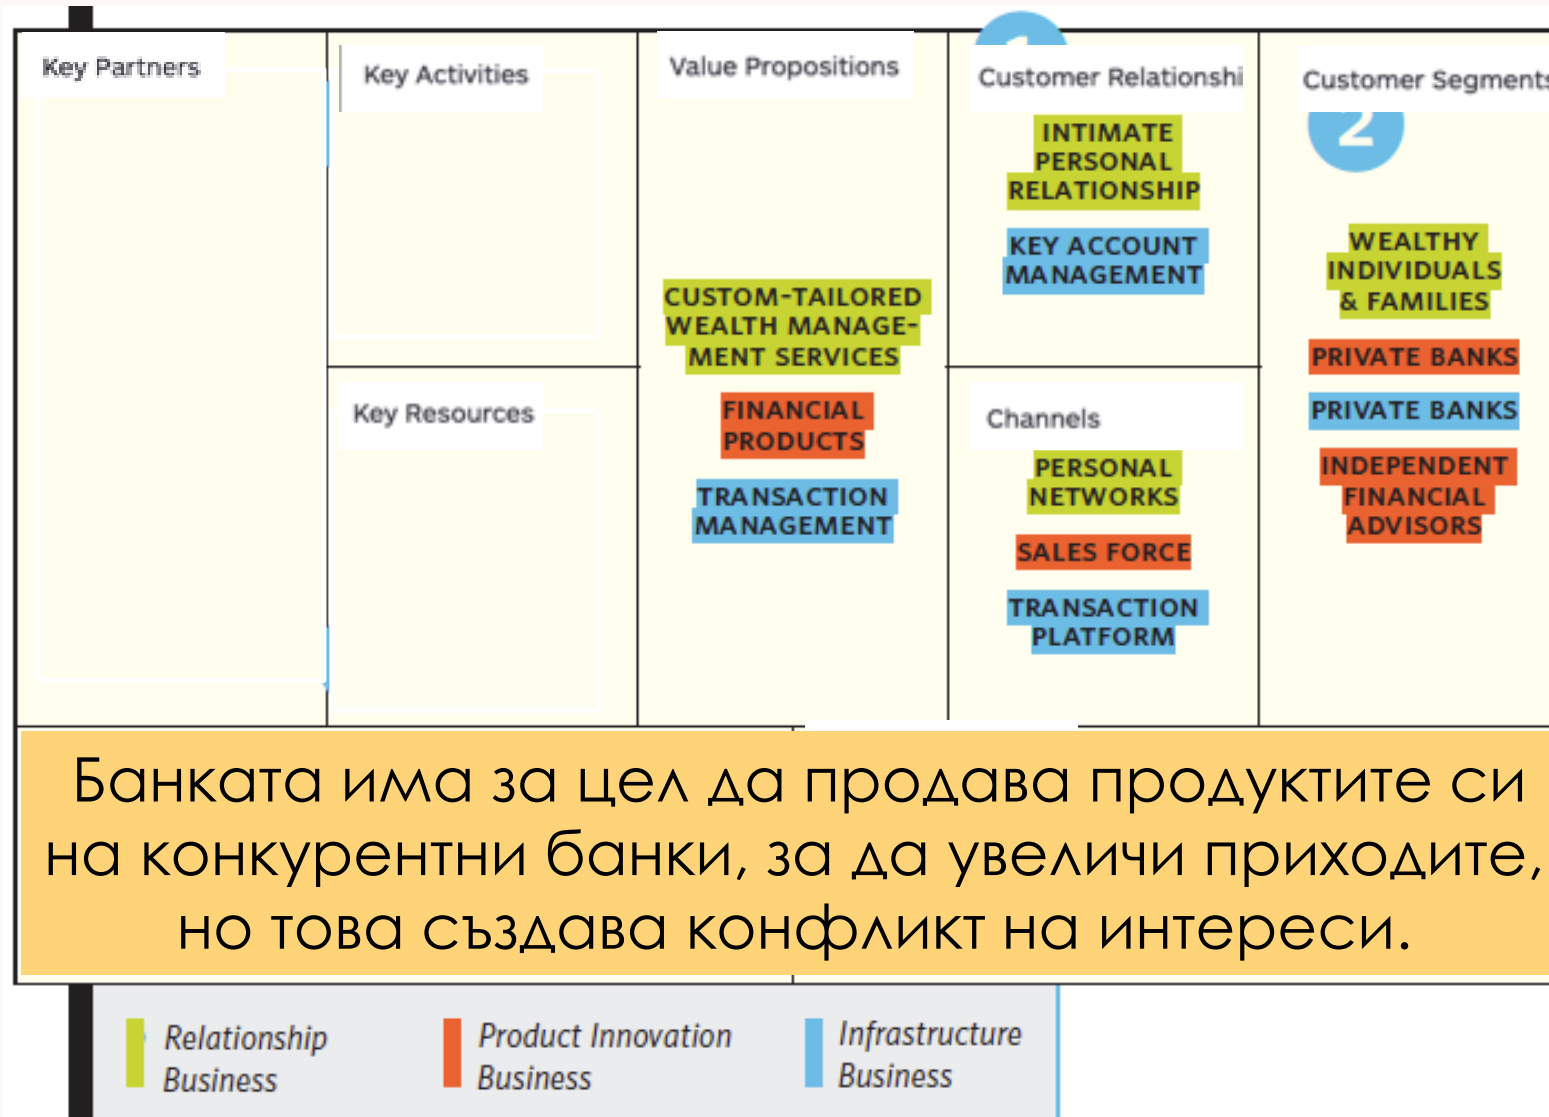 Key Partners
Key Activities
Key Resources
Value Propositions
CUSTOM-TAILORED
WEALTH MANAGE-
MENT SERVICES
FINANCIAL
PRODUCTS
TRANSACTION
MANAGEMENT
1
Customer Relationshi
INTIMATE
PERSONAL
RELATIONSHIP
KEY ACCOUNT
MANAGEMENT
Channels
PERSONAL
NETWORKS
SALES FORCE
TRANSACTION
PLATFORM
Customer Segments
2
WEALTHY
INDIVIDUALS
& FAMILIES
PRIVATE BANKS
PRIVATE BANKS
INDEPENDENT
FINANCIAL
ADVISORS
Банката има за цел да продава продуктите си
на конкурентни банки, за да увеличи приходите,
но това създава конфликт на интереси.
Relationship
Business
Product Innovation
Business
Infrastructure
Business